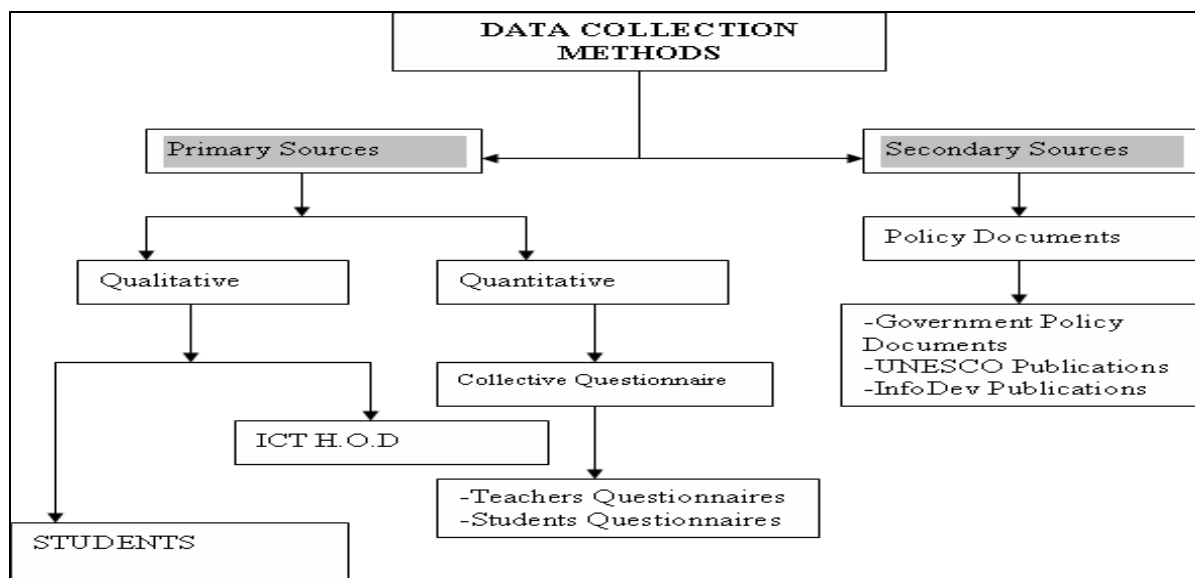 DATA COLLECTION
METHODS
Primary Sources
Secondary Sources
Policy Documents
Qualitative
Quantitative
-Government Policy
Documents
-UNESCO Publications
-InfoDev Publications
Collective Questionnaire
ICT H.O.D
-Teachers Questionnaires
-Students Questionnaires
STUDENTS